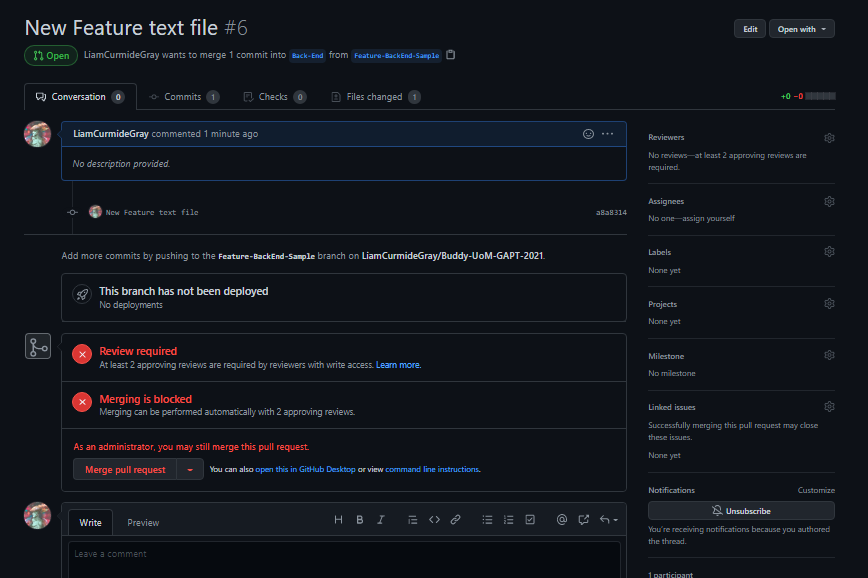 New Feature text file #6
Edit
Open with
Open
LiamCurmideGray wants to merge 1 commit into Back-End from Feature-BackEnd-Sample
Conversation 0
Commits 1
Checks 0
Files changed 1
+0 −0
LiamCurmideGray commented 1 minute ago
No description provided.
New Feature text file
a8a8314
Add more commits by pushing to the Feature-BackEnd-Sample branch on LiamCurmideGray/Buddy-UoM-GAPT-2021.
This branch has not been deployed
No deployments
Review required
At least 2 approving reviews are required by reviewers with write access. Learn more.
Merging is blocked
Merging can be performed automatically with 2 approving reviews.
As an administrator, you may still merge this pull request.
Merge pull request
You can also open this in GitHub Desktop or view command line instructions.
Write
Preview
Leave a comment
Reviewers
No reviews—at least 2 approving reviews are
required.
Assignees
No one—assign yourself
Labels
None yet
Projects
None yet
Milestone
No milestone
Linked issues
Successfully merging this pull request may close
these issues.
None yet
Notifications
Customize
Unsubscribe
You're receiving notifications because you authored
the thread.
1 participant